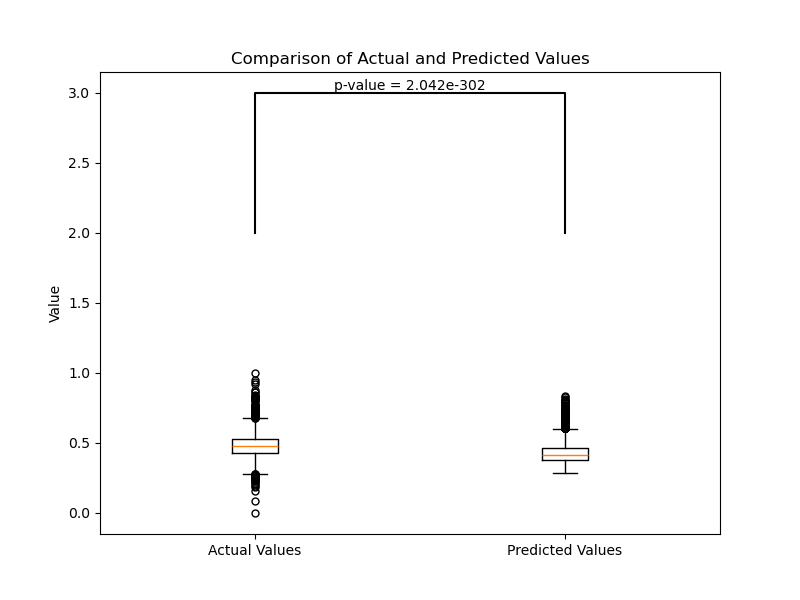 Comparison of Actual and Predicted Values
p-value = 2.042e-302
3.0
2.5
2.0
1.5
1.0
0.5
0.0
Value
Actual Values
Predicted Values